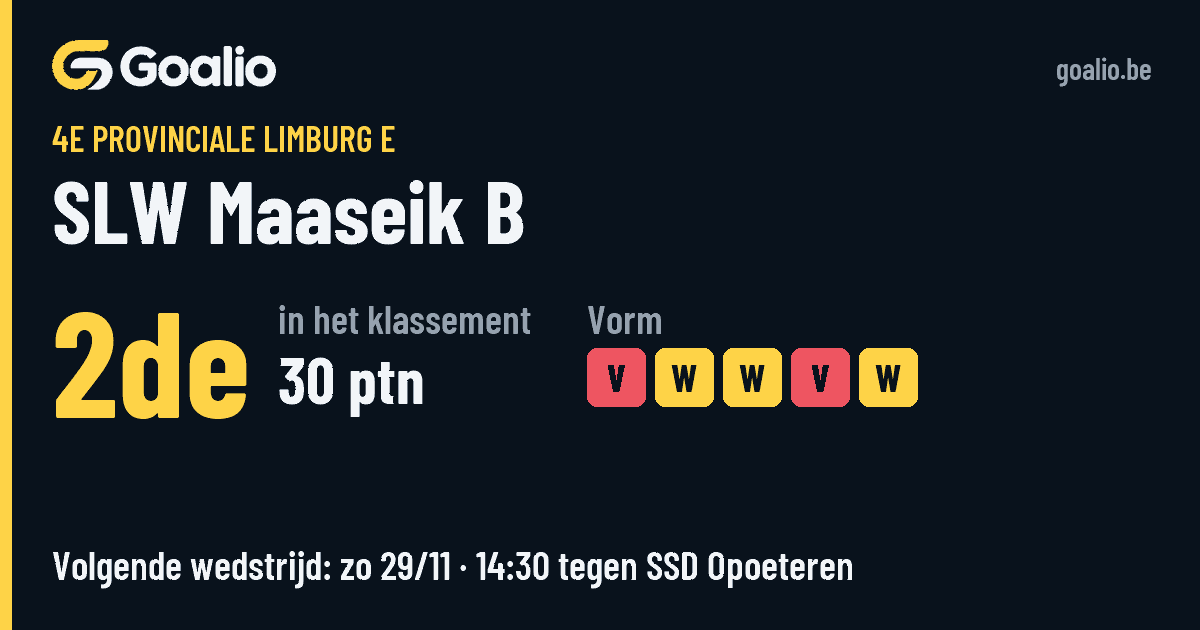 Goalio
goalio.be
4E PROVINCIALE LIMBURG E
SLW Maaseik B
2de
in het klassement
30 ptn
Vorm
V W W V W
Volgende wedstrijd: zo 29/11 · 14:30 tegen SSD Opoeteren